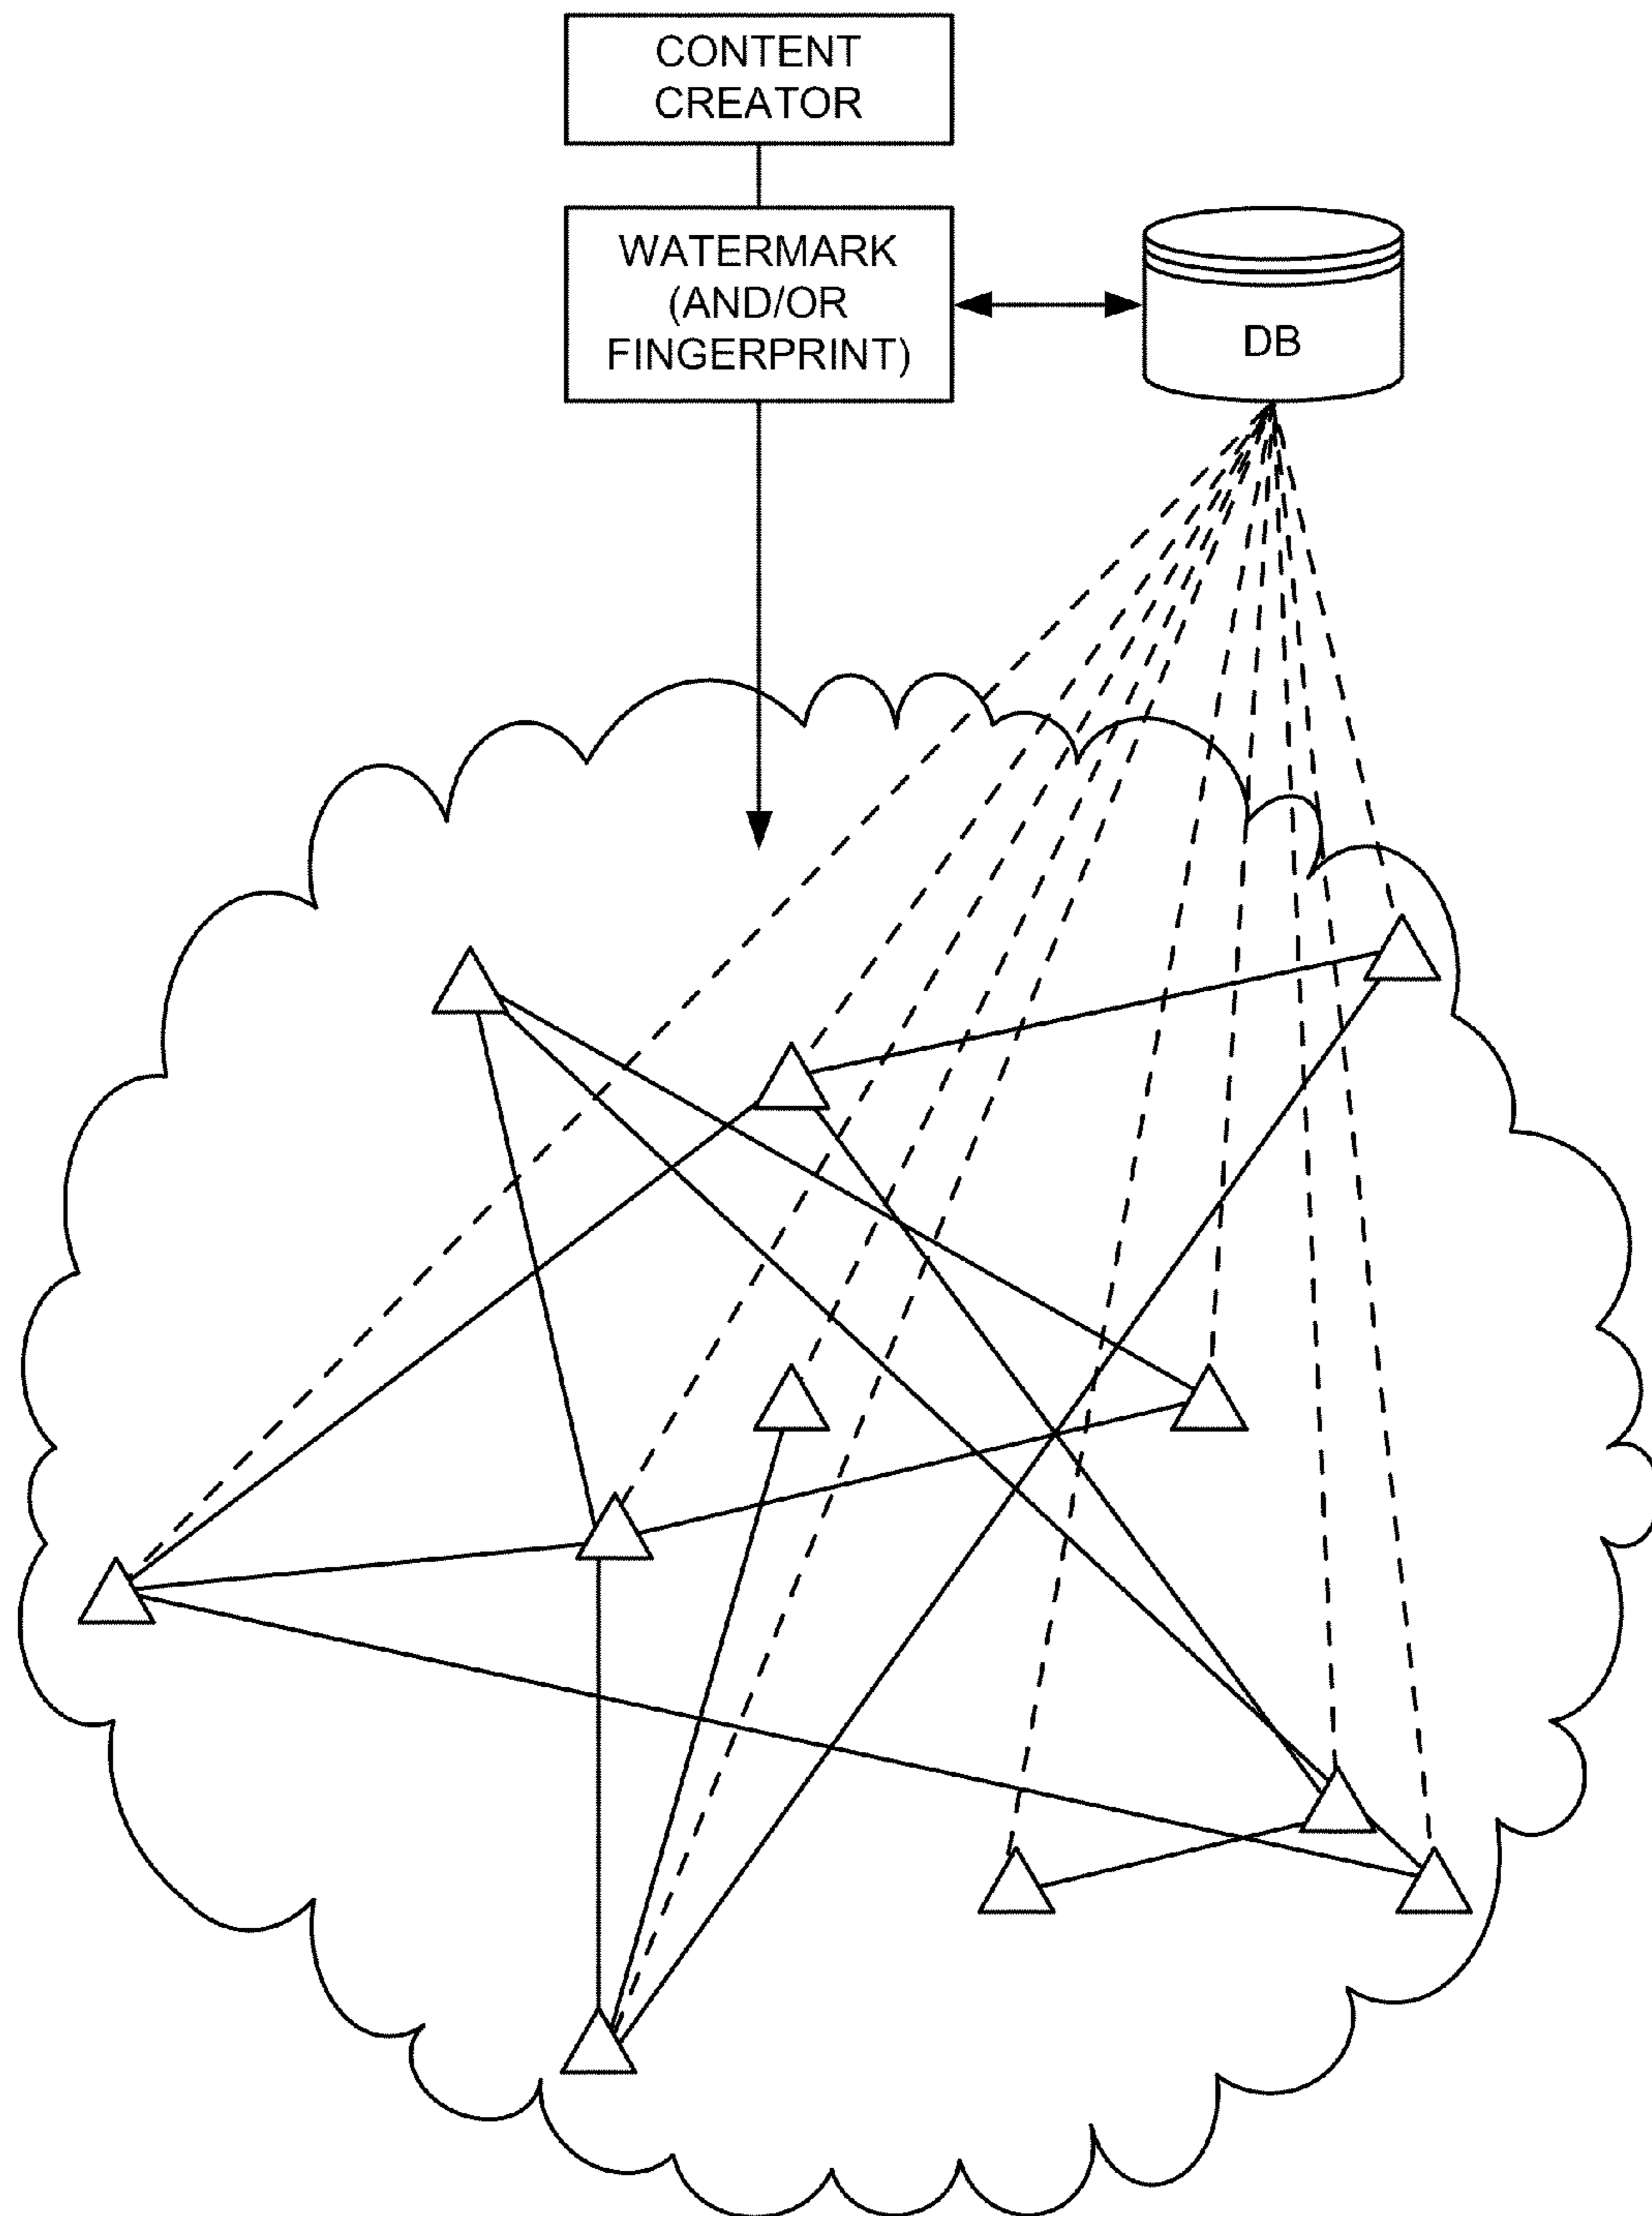 CONTENT
CREATOR
WATERMARK
(AND/OR
FINGERPRINT)
DB